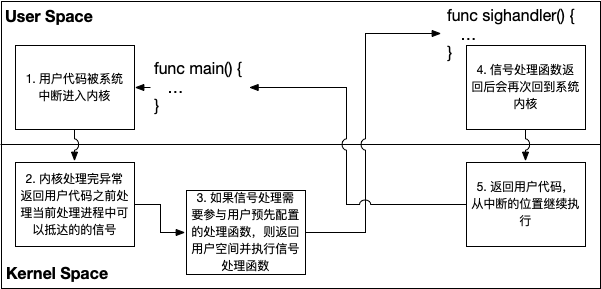 User Space
func sighandler() {
...
}
1. 用户代码被系统
中断进入内核
func main() {
...
}
4. 信号处理函数返
回后会再次回到系统
内核
2. 内核处理完异常
返回用户代码之前处
理当前处理进程中可
以抵达的的信号
3. 如果信号处理需
要参与用户预先配置
的处理函数，则返回
用户空间并执行信号
处理函数
5. 返回用户代码，
从中断的位置继续执
行
Kernel Space